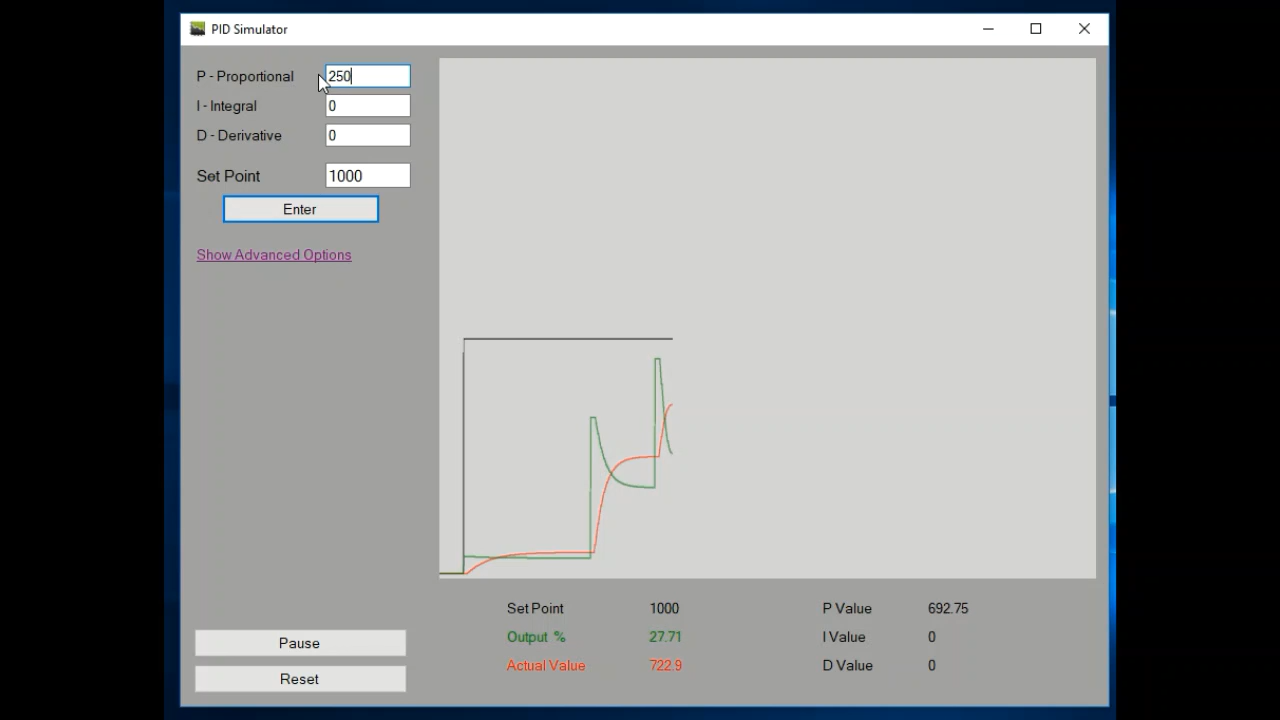 PID Simulator
P - Proportional 250
I - Integral 0
D - Derivative 0
Set Point 1000
Enter
Show Advanced Options
Pause
Reset
Set Point 1000 P Value 692.75
Output % 27.71 I Value 0
Actual Value 722.9 D Value 0